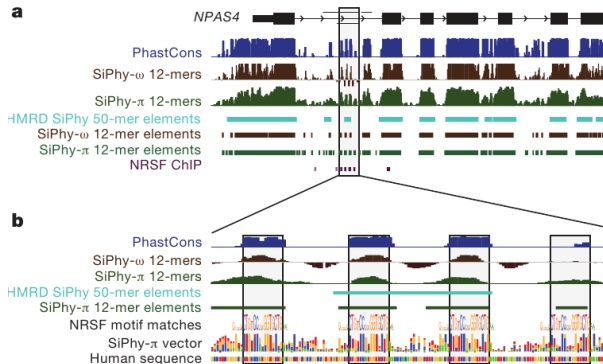 a
NPAS4
PhastCons
SiPhy-ω 12-mers
SiPhy-π 12-mers
HMRD SiPhy 50-mer elements
SiPhy-ω 12-mer elements
SiPhy-π 12-mer elements
NRSF ChIP
b
PhastCons
SiPhy-ω 12-mers
SiPhy-π 12-mers
HMRD SiPhy 50-mer elements
SiPhy-π 12-mer elements
NRSF motif matches
SiPhy-π vector
Human sequence